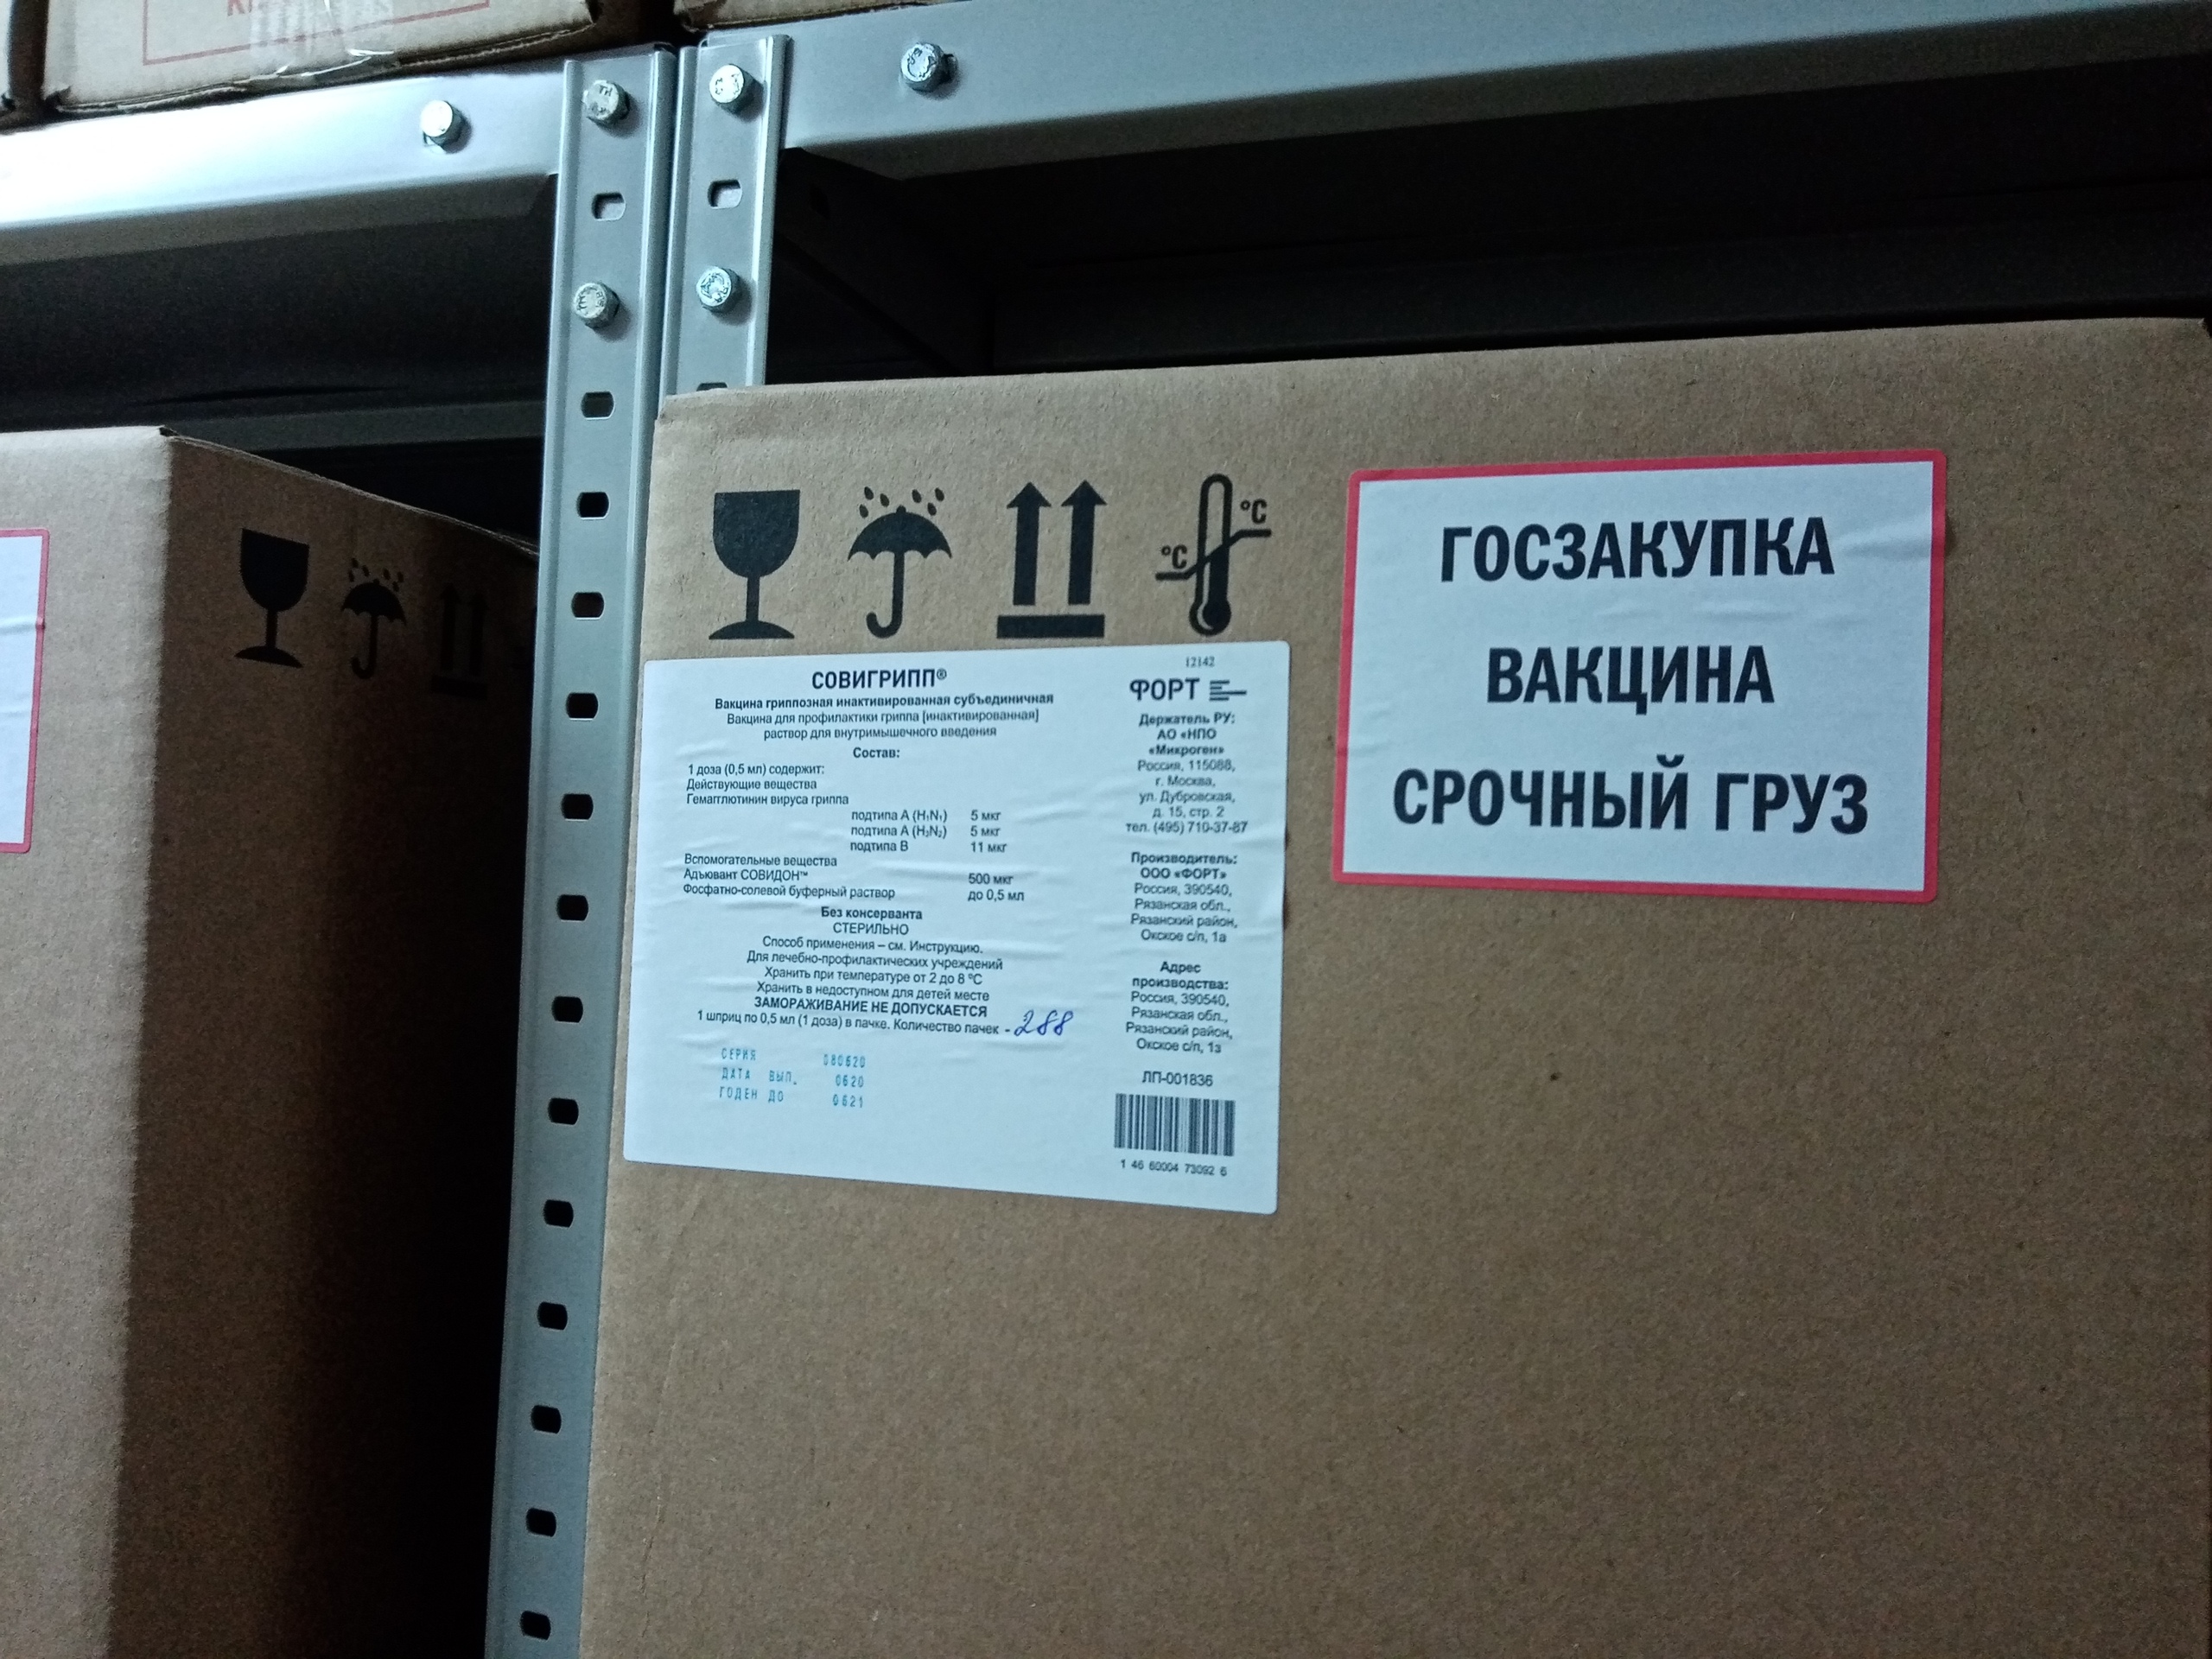 °C
°C
СОВИГРИПП®
Вакцина гриппозная инактивированная субъединичная
Вакцина для профилактики гриппа [инактивированная]
раствор для внутримышечного введения
Состав:
1 доза (0,5 мл) содержит:
Действующие вещества
Гемагглютинин вируса гриппа
подтипа A (H₁N₁) 5 мкг
подтипа A (H₃N₂) 5 мкг
подтипа B 11 мкг
Вспомогательные вещества
Адъювант СОВИДОН™ 500 мкг
Фосфатно-солевой буферный раствор до 0,5 мл
Без консерванта
СТЕРИЛЬНО
Способ применения – см. Инструкцию.
Для лечебно-профилактических учреждений
Хранить при температуре от 2 до 8 °C
Хранить в недоступном для детей месте
ЗАМОРАЖИВАНИЕ НЕ ДОПУСКАЕТСЯ
1 шприц по 0,5 мл (1 доза) в пачке. Количество пачек - 288
СЕРИЯ 080620
ДАТА ВЫП. 0620
ГОДЕН ДО 0621
12142
ФОРТ
Держатель РУ:
АО «НПО
«Микроген»
Россия, 115088,
г. Москва,
ул. Дубровская,
д. 15, стр. 2
тел. (495) 710-37-87
Производитель:
ООО «ФОРТ»
Россия, 390540,
Рязанская обл.,
Рязанский район,
Окское с/п, 1а
Адрес
производства:
Россия, 390540,
Рязанская обл.,
Рязанский район,
Окское с/п, 1з
ЛП-001836
1 46 60004 73092 6
ГОСЗАКУПКА
ВАКЦИНА
СРОЧНЫЙ ГРУЗ